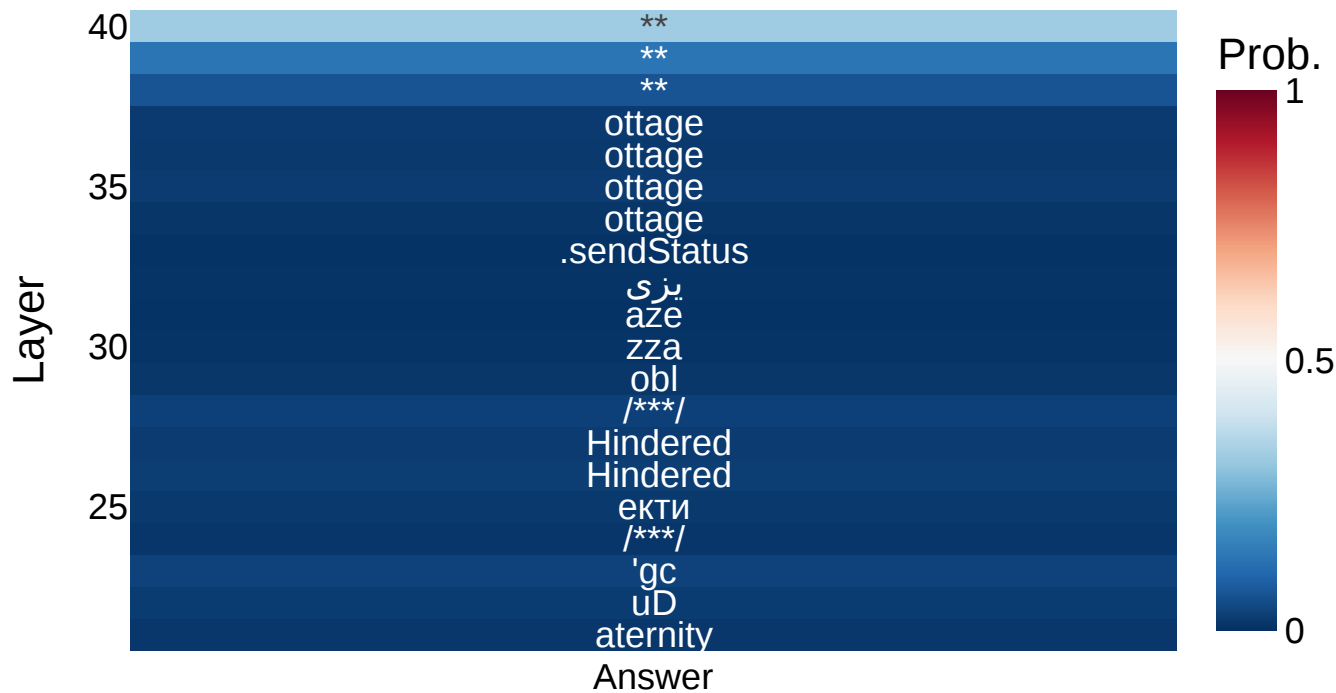 40
**
Prob.
**
**
1
ottage
ottage
35
ottage
ottage
.sendStatus
یزی
Layer
aze
30
zza
0.5
obl
/***/
Hindered
Hindered
25
екти
/***/
'gc
uD
0
aternity
Answer